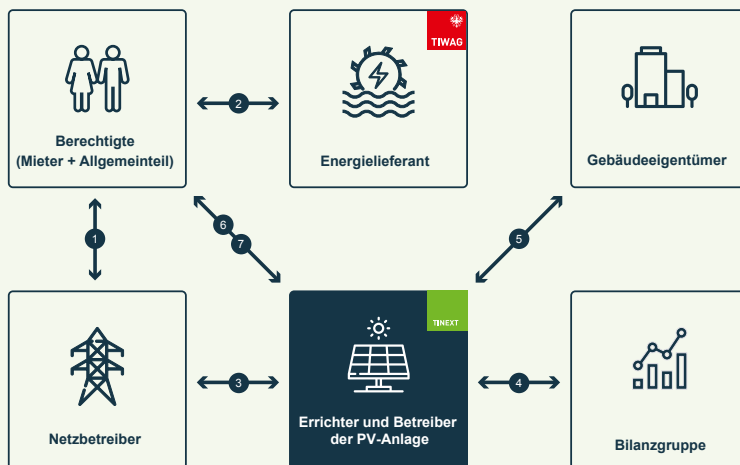 TIWAG
Berechtigte
(Mieter + Allgemeinteil)
2
Energielieferant
Gebäudeeigentümer
1
6
7
5
TINEXT
Netzbetreiber
3
Errichter und Betreiber
der PV-Anlage
4
Bilanzgruppe